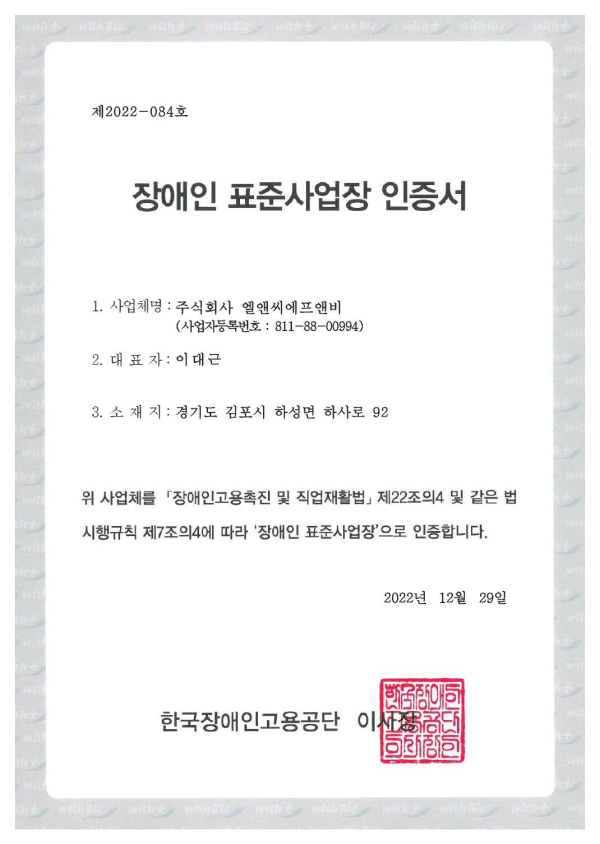 제2022-084호
장애인 표준사업장 인증서
1. 사업체명 : 주식회사 엘앤씨에프앤비
(사업자등록번호 : 811-88-00994)
2. 대 표 자 : 이대근
3. 소 재 지 : 경기도 김포시 하성면 하사로 92
위 사업체를 「장애인고용촉진 및 직업재활법」 제22조의4 및 같은 법
시행규칙 제7조의4에 따라 '장애인 표준사업장'으로 인증합니다.
2022년 12월 29일
한국장애인고용공단 이사장